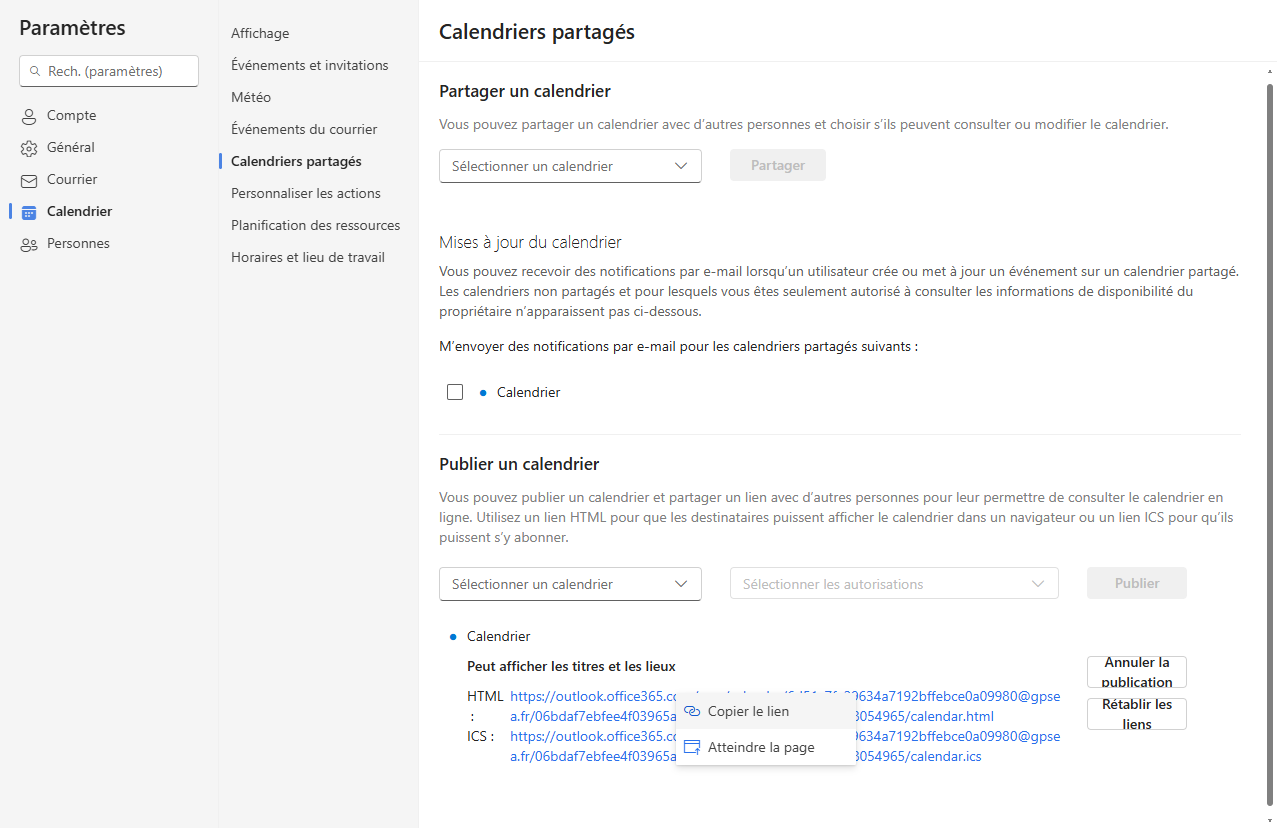 Paramètres
Rech. (paramètres)
Compte
Général
Courrier
Calendrier
Personnes
Affichage
Événements et invitations
Météo
Événements du courrier
Calendriers partagés
Personnaliser les actions
Planification des ressources
Horaires et lieu de travail
Calendriers partagés
Partager un calendrier
Vous pouvez partager un calendrier avec d’autres personnes et choisir s’ils peuvent consulter ou modifier le calendrier.
Sélectionner un calendrier
Partager
Mises à jour du calendrier
Vous pouvez recevoir des notifications par e-mail lorsqu’un utilisateur crée ou met à jour un événement sur un calendrier partagé.
Les calendriers non partagés et pour lesquels vous êtes seulement autorisé à consulter les informations de disponibilité du
propriétaire n’apparaissent pas ci-dessous.
M’envoyer des notifications par e-mail pour les calendriers partagés suivants :
Calendrier
Publier un calendrier
Vous pouvez publier un calendrier et partager un lien avec d’autres personnes pour leur permettre de consulter le calendrier en
ligne. Utilisez un lien HTML pour que les destinataires puissent afficher le calendrier dans un navigateur ou un lien ICS pour qu’ils
puissent s’y abonner.
Sélectionner un calendrier
Sélectionner les autorisations
Publier
Calendrier
Peut afficher les titres et les lieux
Annuler la
publication
Rétablir les
liens
HTML https://outlook.office365.co 9634a7192bffebce0a09980@gpse
: a.fr/06bdaf7ebfee4f03965a 3054965/calendar.html
ICS : https://outlook.office365.co 9634a7192bffebce0a09980@gpse
a.fr/06bdaf7ebfee4f03965a 3054965/calendar.ics
Copier le lien
Atteindre la page